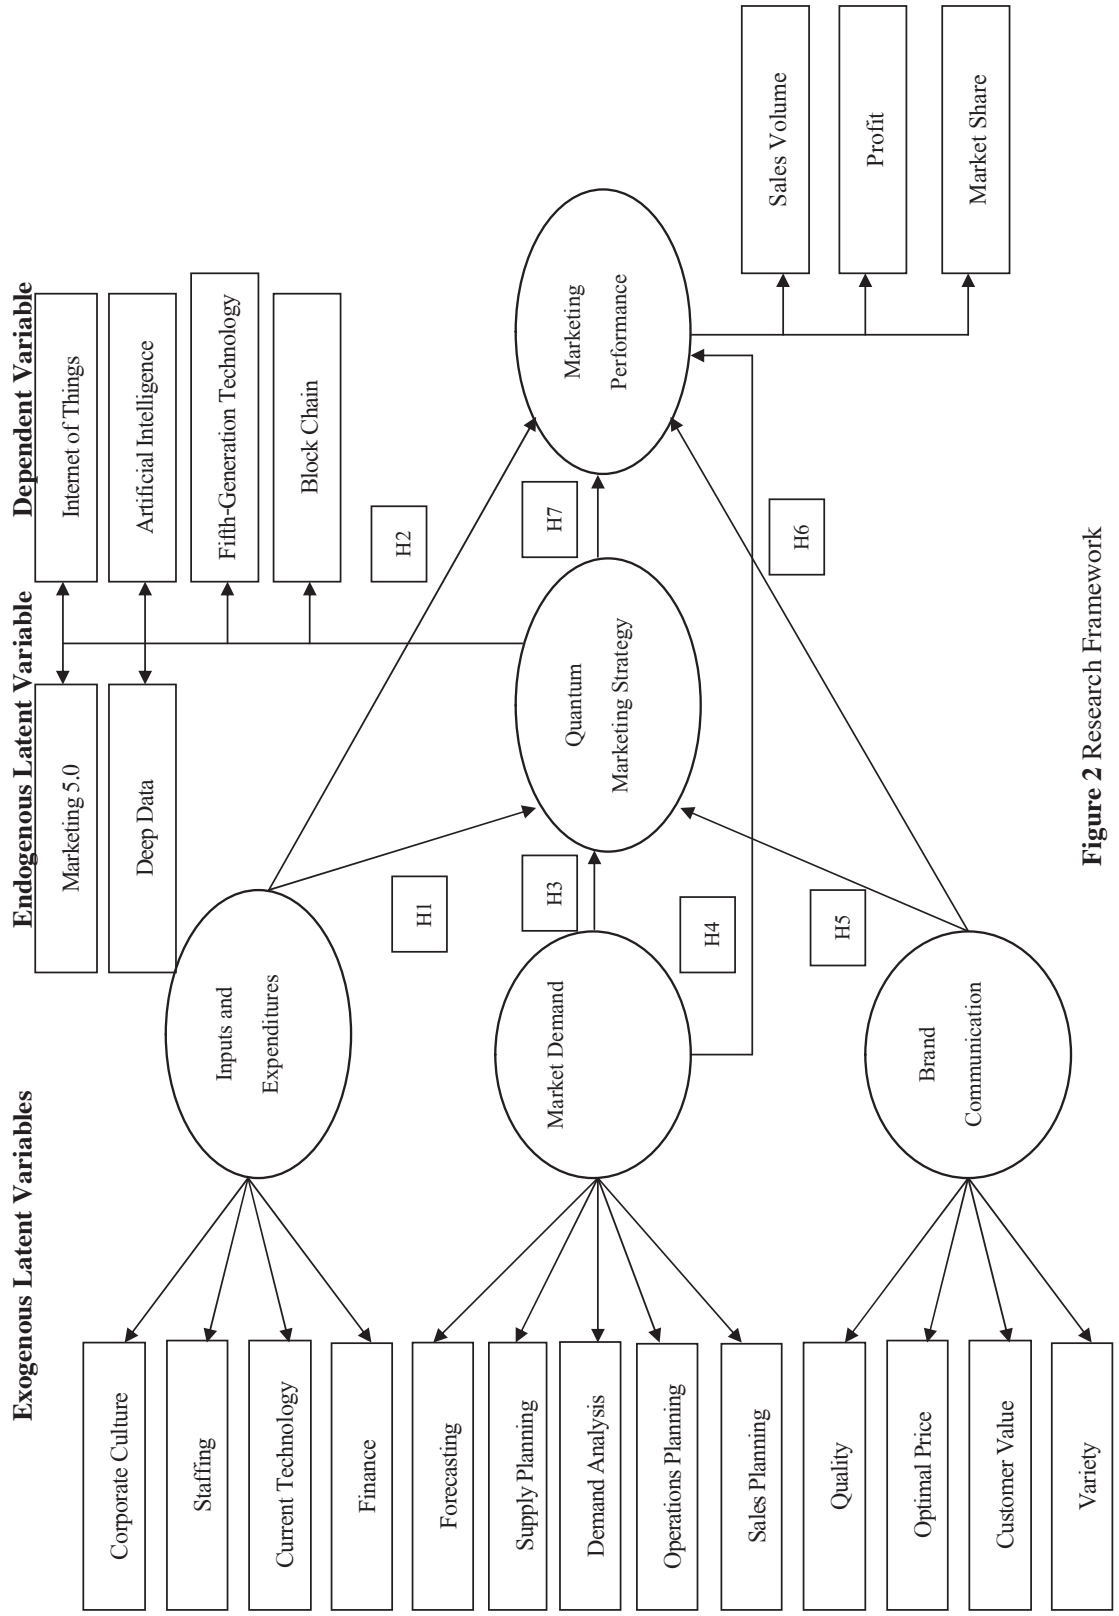 Exogenous Latent Variables
Endogenous Latent Variable
Dependent Variable
Corporate Culture
Staffing
Current Technology
Finance
Forecasting
Supply Planning
Demand Analysis
Operations Planning
Sales Planning
Quality
Optimal Price
Customer Value
Variety
Inputs and
Expenditures
Market Demand
Brand
Communication
H1
H3
H4
H5
Marketing 5.0
Deep Data
Quantum
Marketing Strategy
Internet of Things
Artificial Intelligence
Fifth-Generation Technology
Block Chain
H2
H7
H6
Marketing
Performance
Sales Volume
Profit
Market Share
Figure 2 Research Framework